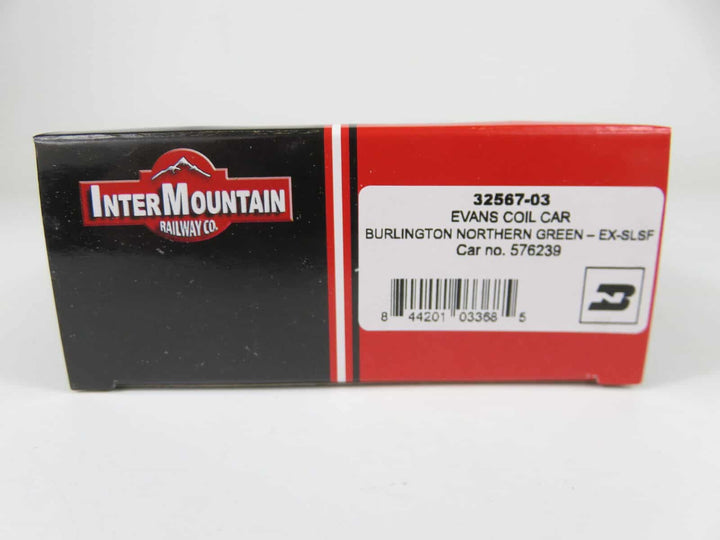 INTERMOUNTAIN
RAILWAY CO.
32567-03
EVANS COIL CAR
BURLINGTON NORTHERN GREEN – EX-SLSF
Car no. 576239
8 44201 03368 5
BN